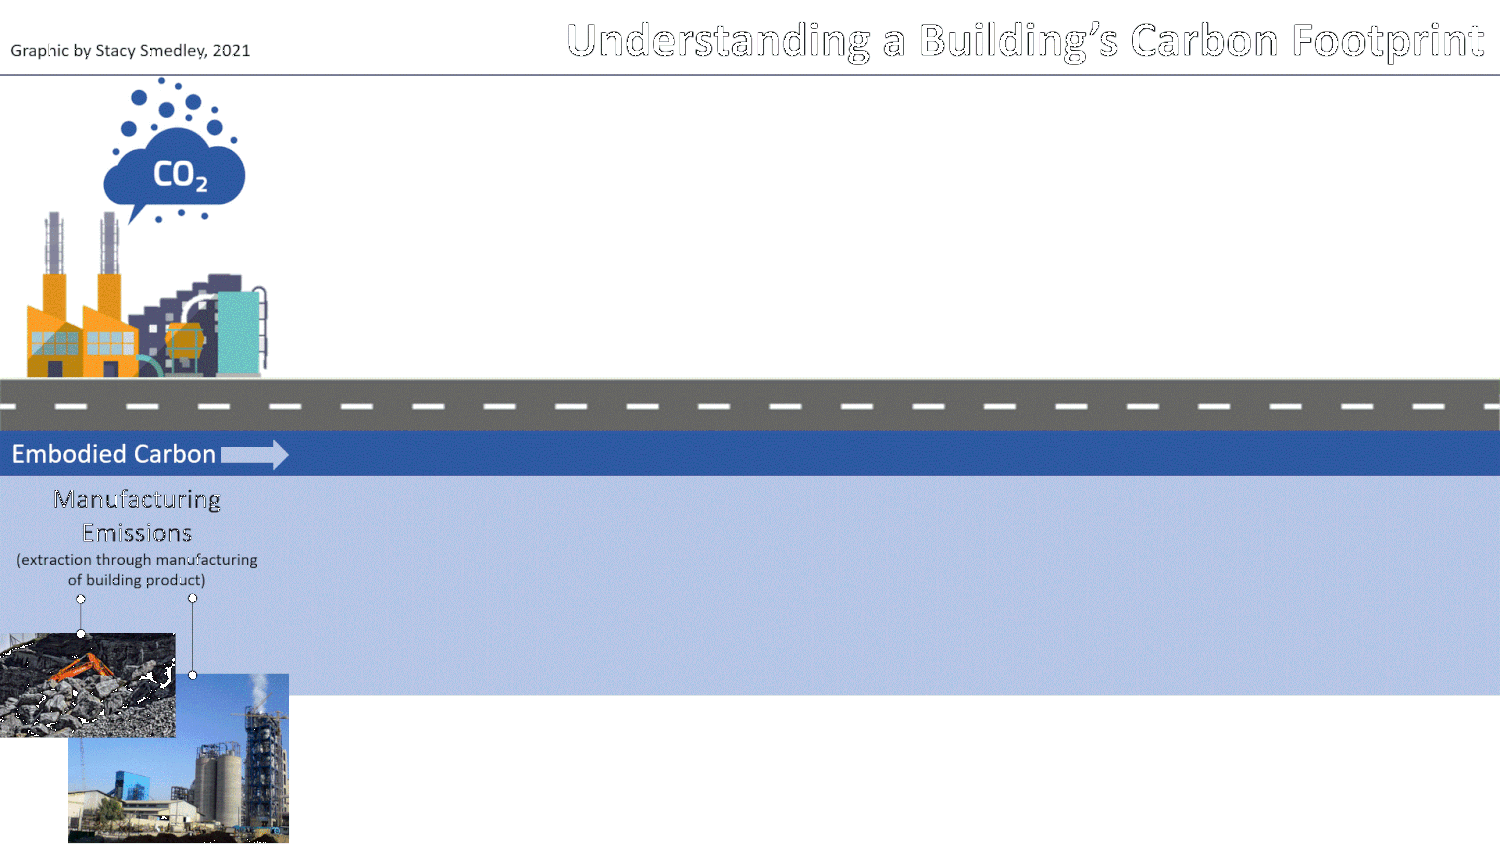 Graphic by Stacy Smedley, 2021
Understanding a Building's Carbon Footprint
CO2
Embodied Carbon
Manufacturing
Emissions
(extraction through manufacturing
of building product)